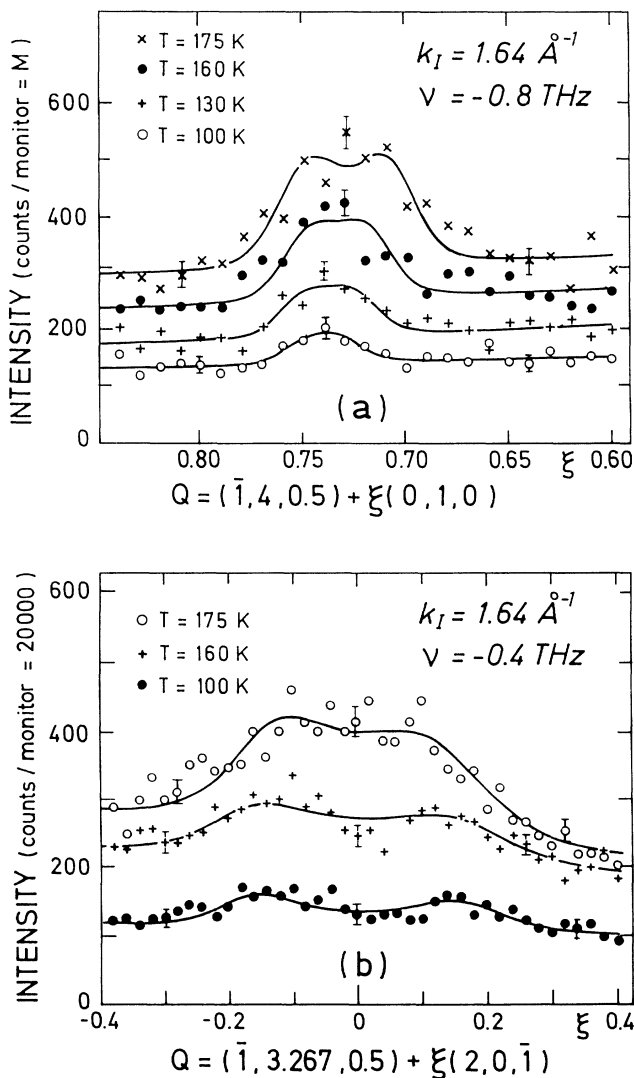 x T = 175 K
● T = 160 K
+ T = 130 K
○ T = 100 K
k_I = 1.64 Å⁻¹
ν = -0.8 THz
INTENSITY (counts / monitor = M)
600
400
200
0
(a)
0.80 0.75 0.70 0.65 ξ 0.60
Q = (1̄, 4, 0.5) + ξ(0, 1, 0)
○ T = 175 K
+ T = 160 K
● T = 100 K
k_I = 1.64 Å⁻¹
ν = -0.4 THz
INTENSITY (counts / monitor = 20000)
600
400
200
0
(b)
-0.4 -0.2 0 0.2 ξ 0.4
Q = (1̄, 3.267, 0.5) + ξ(2, 0, 1̄)